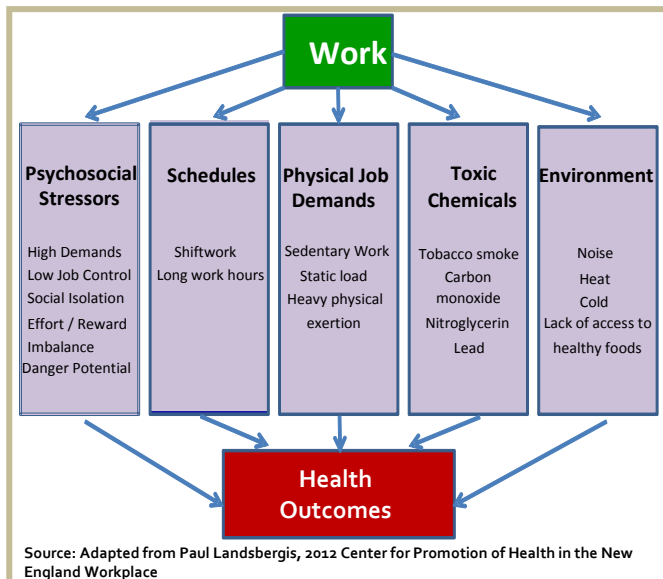 Work
Psychosocial
Stressors
High Demands
Low Job Control
Social Isolation
Effort / Reward
Imbalance
Danger Potential
Schedules
Shiftwork
Long work hours
Physical Job
Demands
Sedentary Work
Static load
Heavy physical
exertion
Toxic
Chemicals
Tobacco smoke
Carbon
monoxide
Nitroglycerin
Lead
Environment
Noise
Heat
Cold
Lack of access to
healthy foods
Health
Outcomes
Source: Adapted from Paul Landsbergis, 2012 Center for Promotion of Health in the New
England Workplace